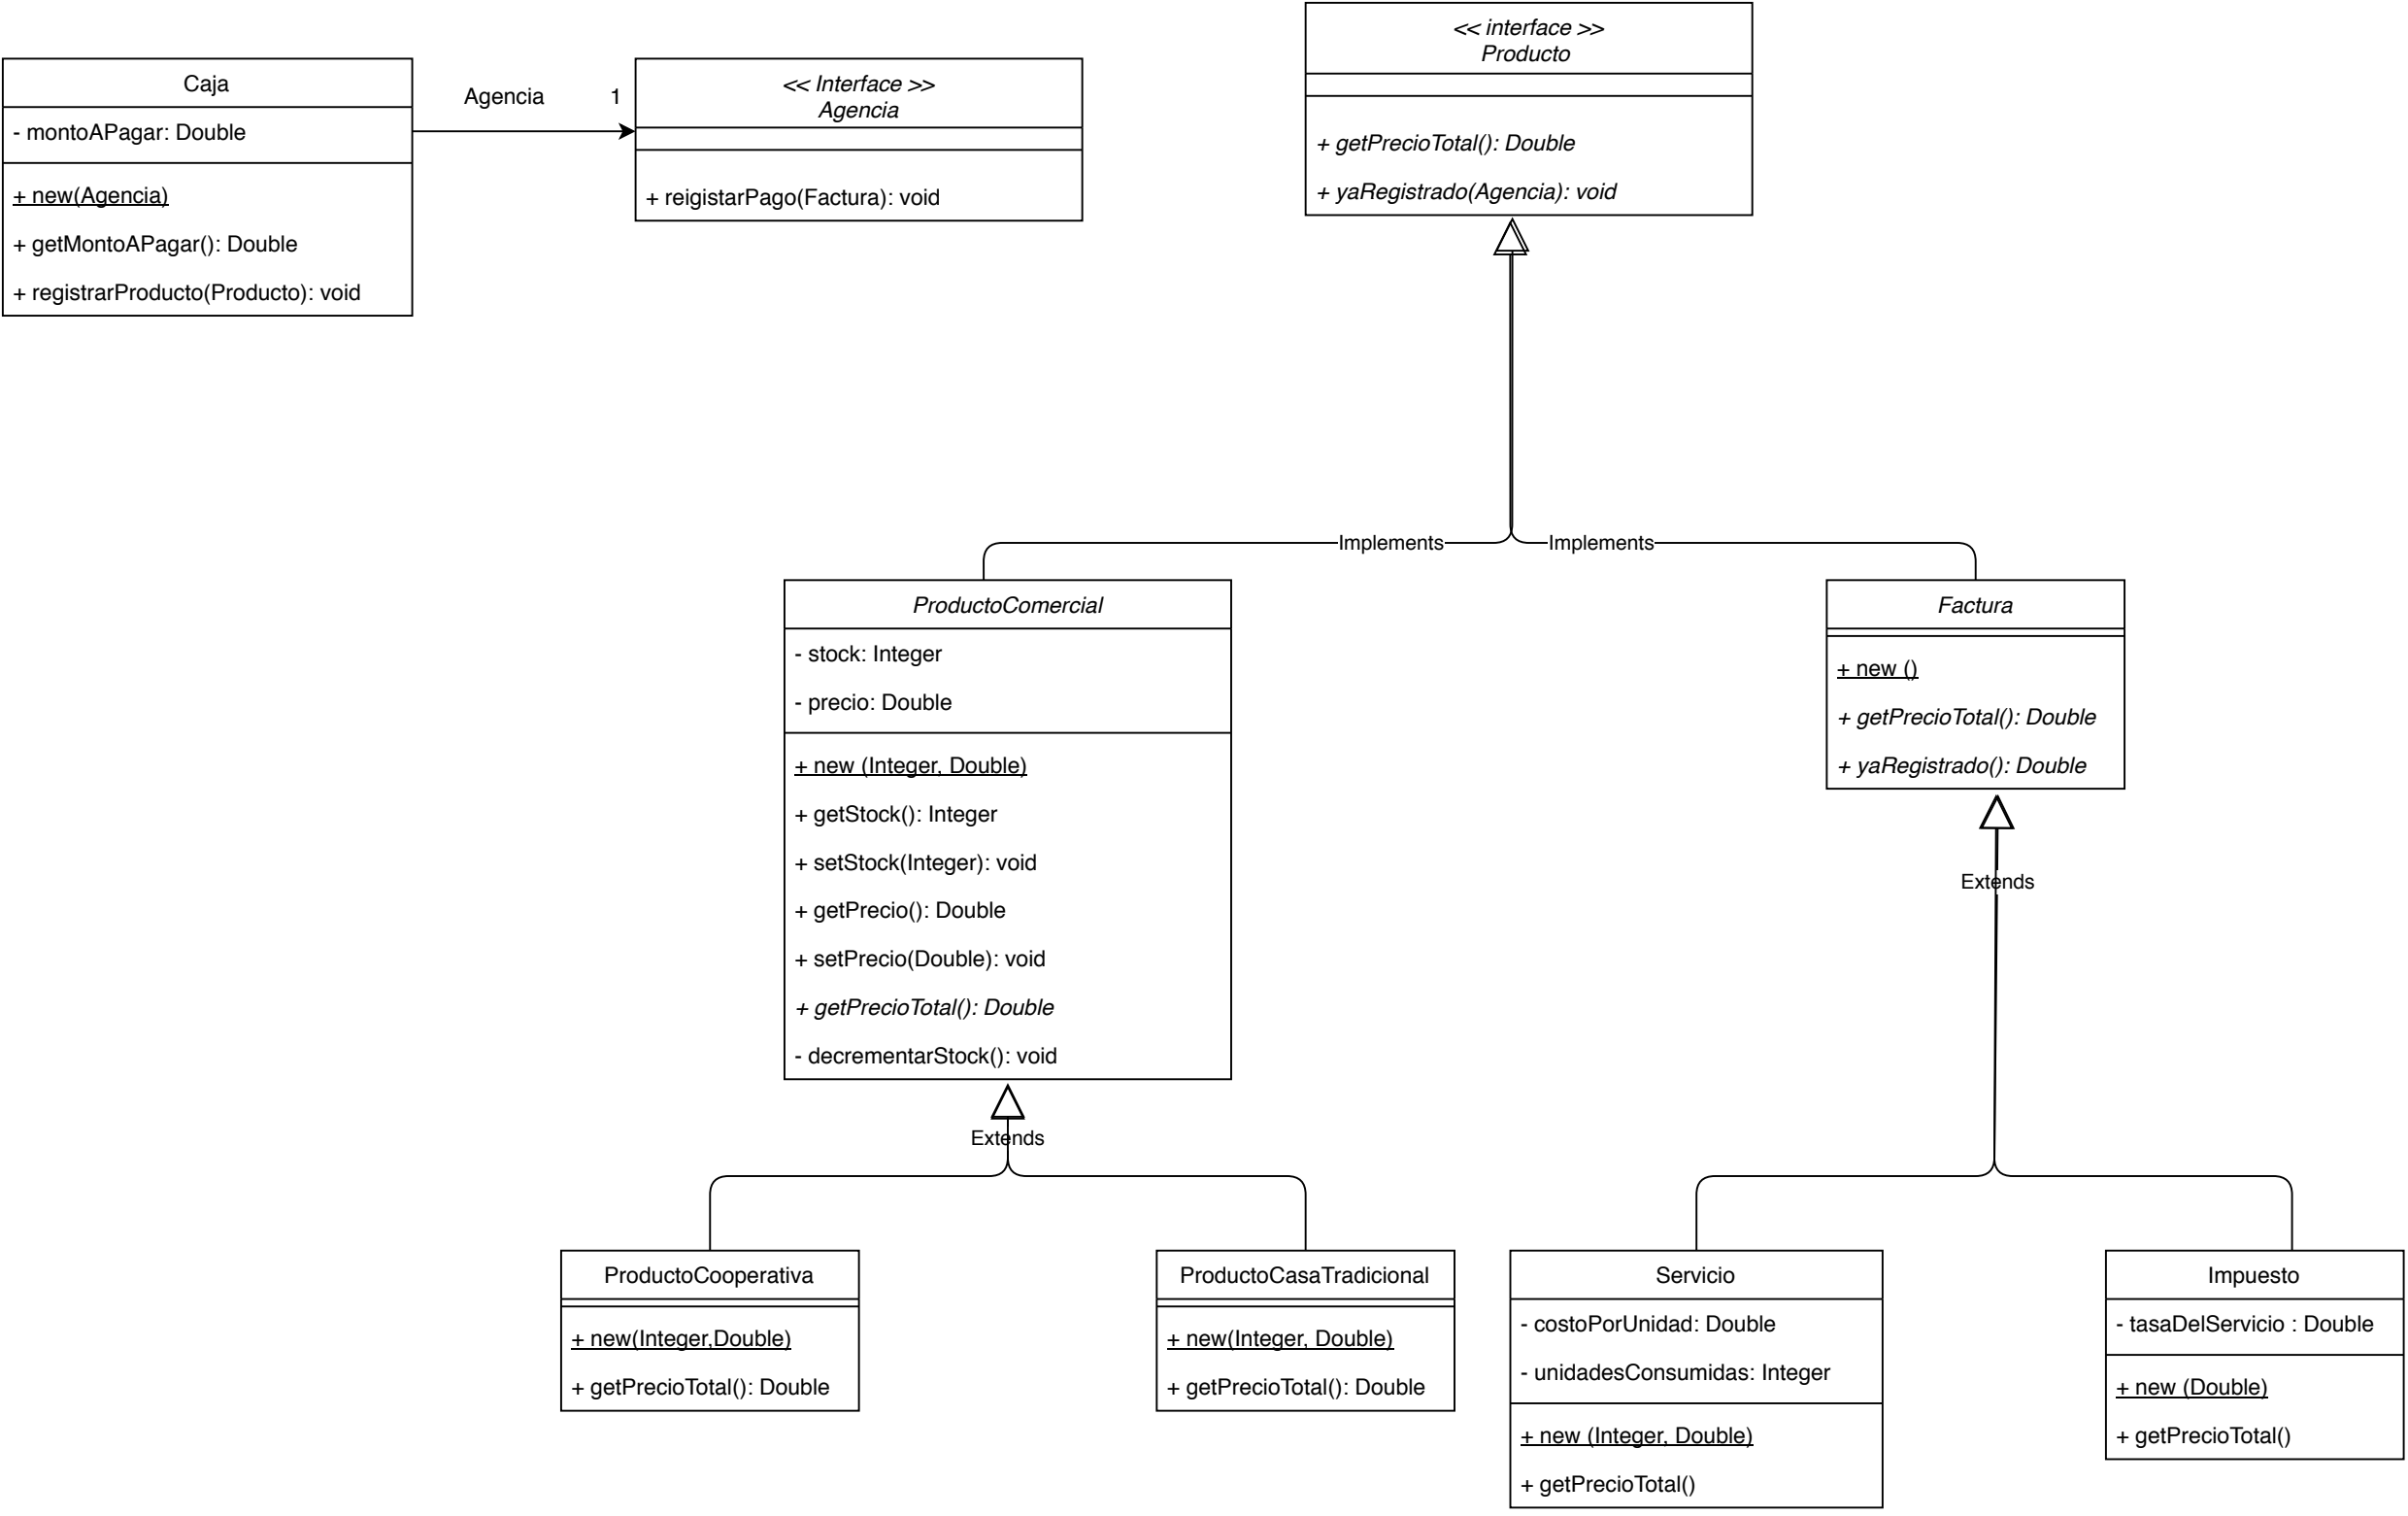 Caja
- montoAPagar: Double
+ new(Agencia)
+ getMontoAPagar(): Double
+ registrarProducto(Producto): void
Agencia
1
<< Interface >>
Agencia
+ reigistarPago(Factura): void
<< interface >>
Producto
+ getPrecioTotal(): Double
+ yaRegistrado(Agencia): void
Implements
Implements
ProductoComercial
- stock: Integer
- precio: Double
+ new (Integer, Double)
+ getStock(): Integer
+ setStock(Integer): void
+ getPrecio(): Double
+ setPrecio(Double): void
+ getPrecioTotal(): Double
- decrementarStock(): void
Factura
+ new ()
+ getPrecioTotal(): Double
+ yaRegistrado(): Double
Extends
Extends
ProductoCooperativa
+ new(Integer,Double)
+ getPrecioTotal(): Double
ProductoCasaTradicional
+ new(Integer, Double)
+ getPrecioTotal(): Double
Servicio
- costoPorUnidad: Double
- unidadesConsumidas: Integer
+ new (Integer, Double)
+ getPrecioTotal()
Impuesto
- tasaDelServicio : Double
+ new (Double)
+ getPrecioTotal()